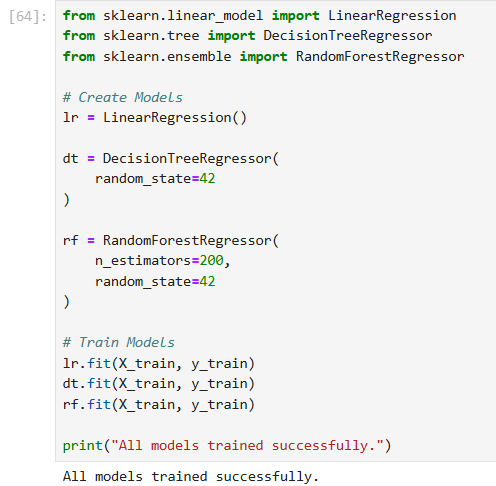 [64]:
from sklearn.linear_model import LinearRegression
from sklearn.tree import DecisionTreeRegressor
from sklearn.ensemble import RandomForestRegressor
# Create Models
lr = LinearRegression()
dt = DecisionTreeRegressor(
    random_state=42
)
rf = RandomForestRegressor(
    n_estimators=200,
    random_state=42
)
# Train Models
lr.fit(X_train, y_train)
dt.fit(X_train, y_train)
rf.fit(X_train, y_train)
print("All models trained successfully.")
All models trained successfully.